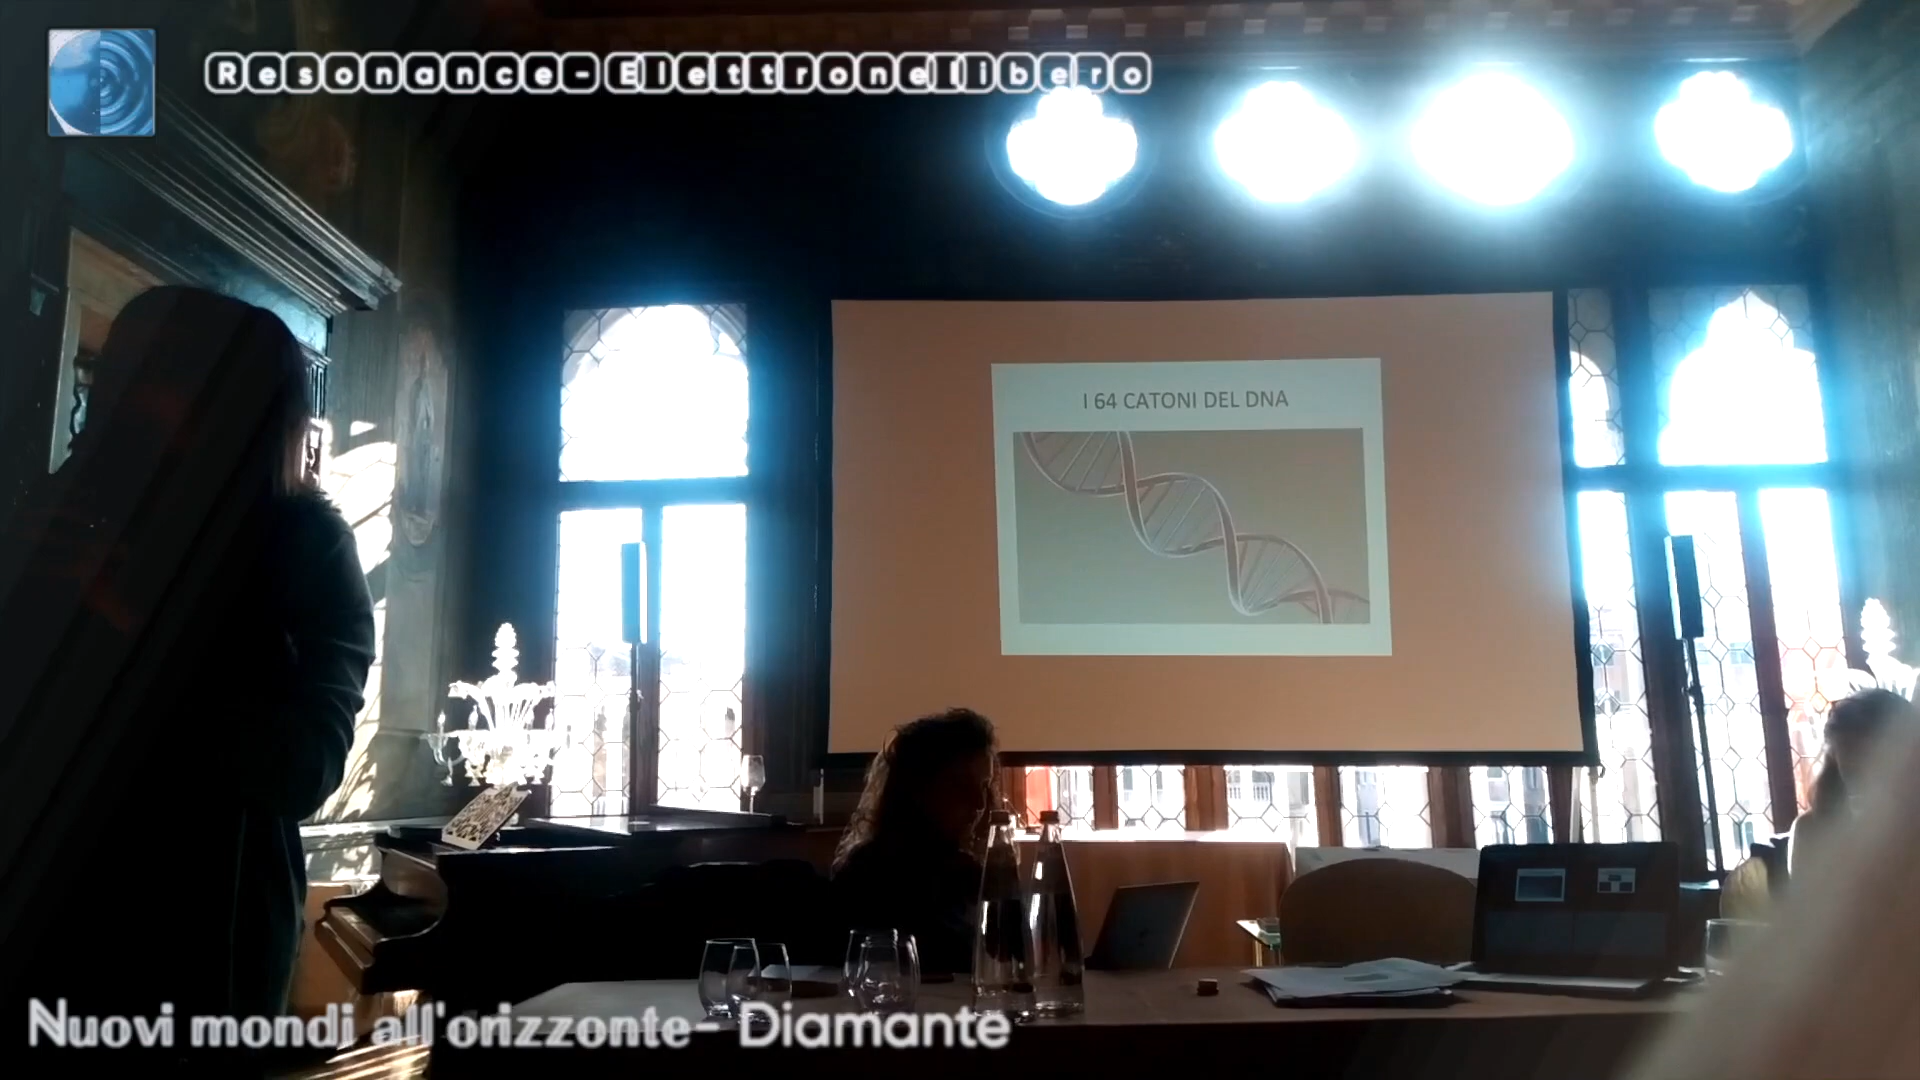 Resonance-Elettronelibero
I 64 CATONI DEL DNA
Nuovi mondi all'orizzonte- Diamante